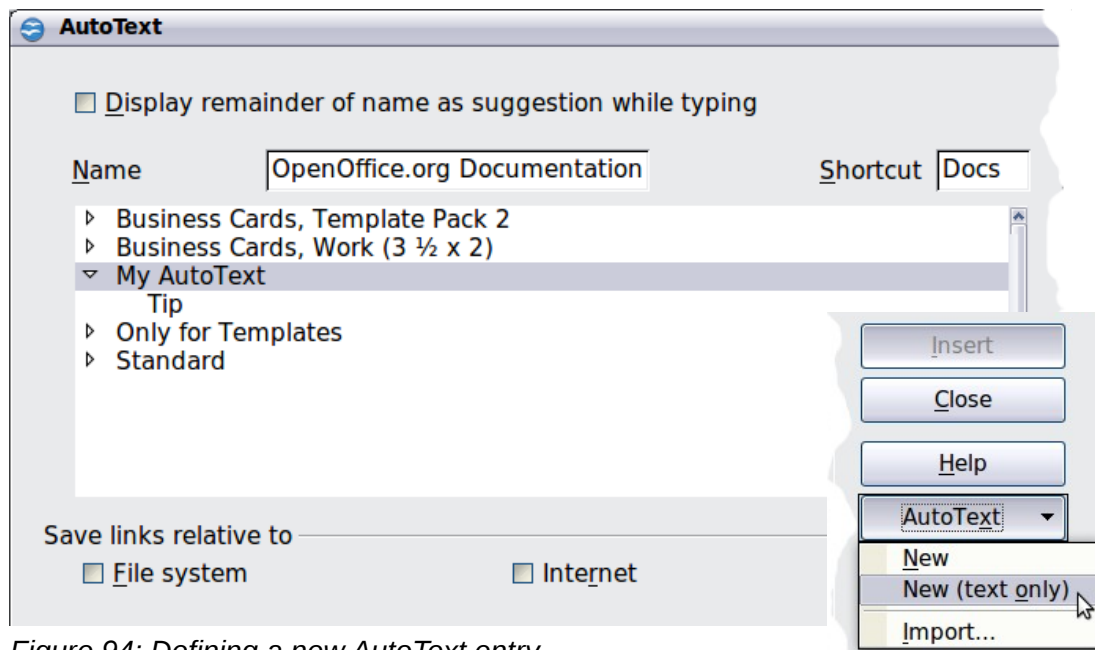 AutoText
Display remainder of name as suggestion while typing
Name OpenOffice.org Documentation Shortcut Docs
Business Cards, Template Pack 2
Business Cards, Work (3 ½ x 2)
My AutoText
Tip
Only for Templates
Standard
Insert
Close
Help
AutoText
New
New (text only)
Import...
Save links relative to
File system Internet
Figure 94: Defining a new AutoText entry